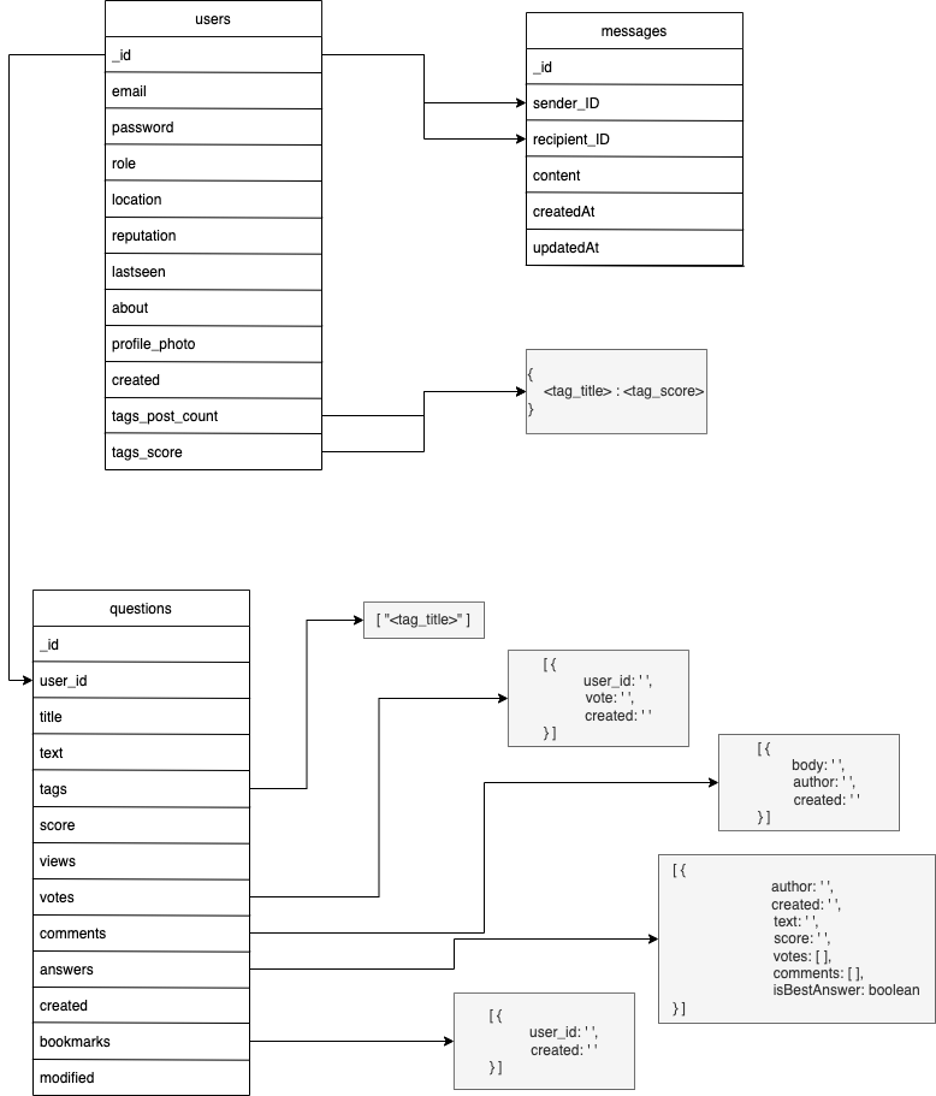 users
_id
email
password
role
location
reputation
lastseen
about
profile_photo
created
tags_post_count
tags_score
messages
_id
sender_ID
recipient_ID
content
createdAt
updatedAt
{
<tag_title> : <tag_score>
}
questions
_id
user_id
title
text
tags
score
views
votes
comments
answers
created
bookmarks
modified
[ "<tag_title>" ]
[ {
user_id: ' ',
vote: ' ',
created: ' '
} ]
[ {
body: ' ',
author: ' ',
created: ' '
} ]
[ {
author: ' ',
created: ' ',
text: ' ',
score: ' ',
votes: [ ],
comments: [ ],
isBestAnswer: boolean
} ]
[ {
user_id: ' ',
created: ' '
} ]